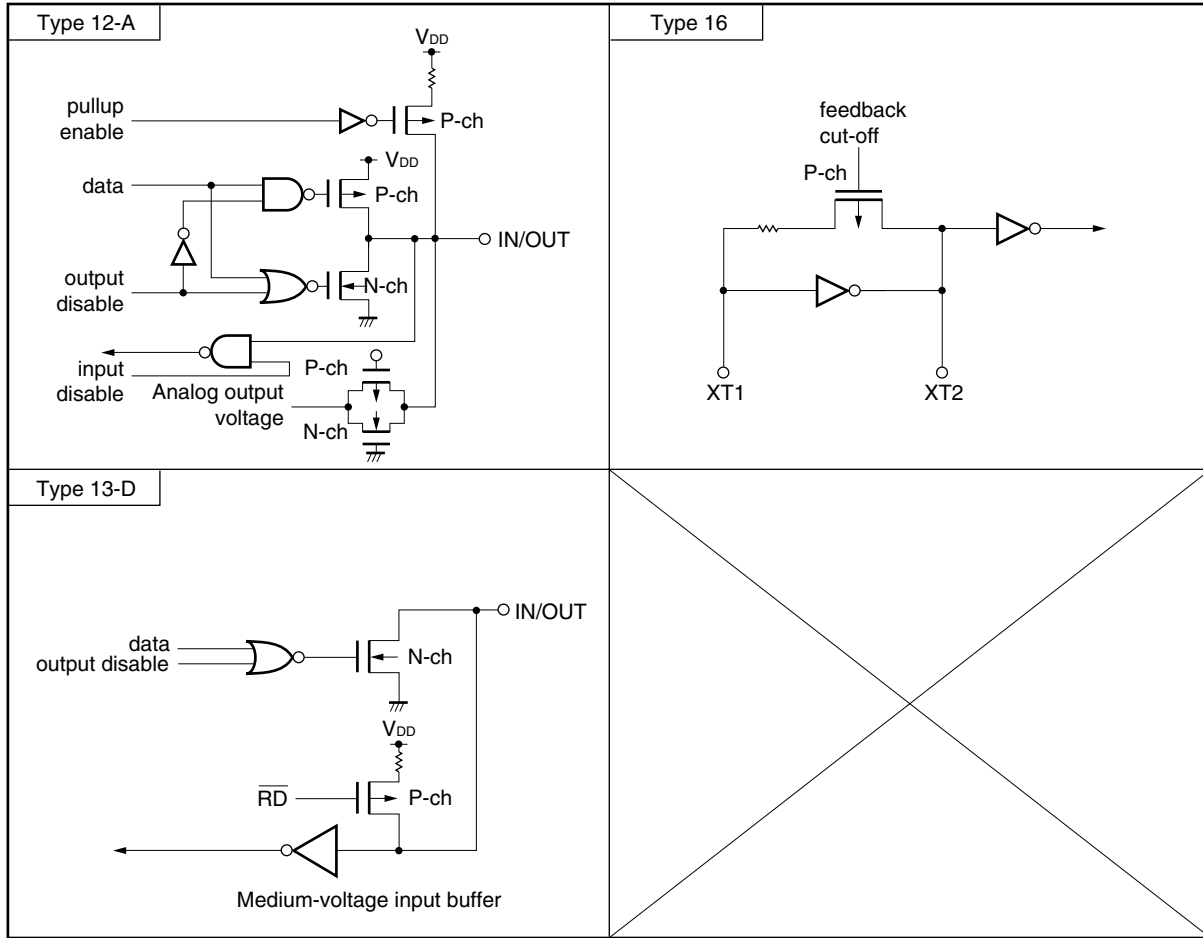 Type 12-A
VDD
pullup
enable
P-ch
VDD
data
P-ch
IN/OUT
output
disable
N-ch
input
disable
P-ch
Analog output
voltage
N-ch
Type 16
feedback
cut-off
P-ch
XT1
XT2
Type 13-D
IN/OUT
data
output disable
N-ch
VDD
RD
P-ch
Medium-voltage input buffer